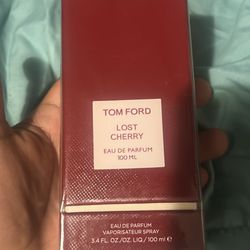 TOM FORD
LOST
CHERRY
EAU DE PARFUM
100 ML
EAU DE PARFUM
VAPORISATEUR SPRAY
3.4 FL. OZ./OZ. LIQ / 100 ml ℮